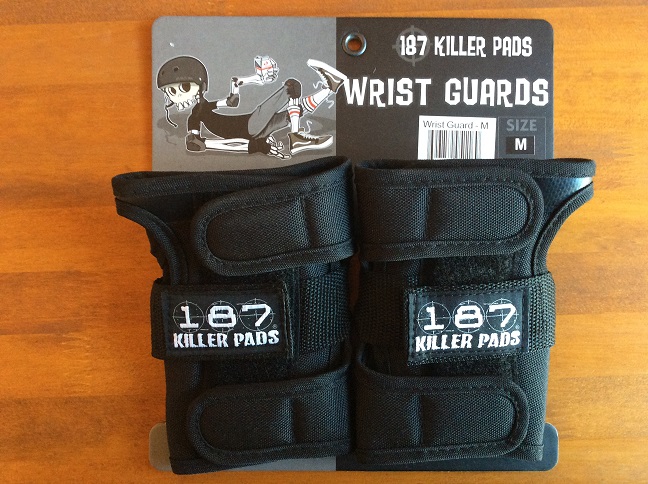 187 KILLER PADS
WRIST GUARDS
Wrist Guard - M
SIZE
M
187
KILLER PADS
187
KILLER PADS